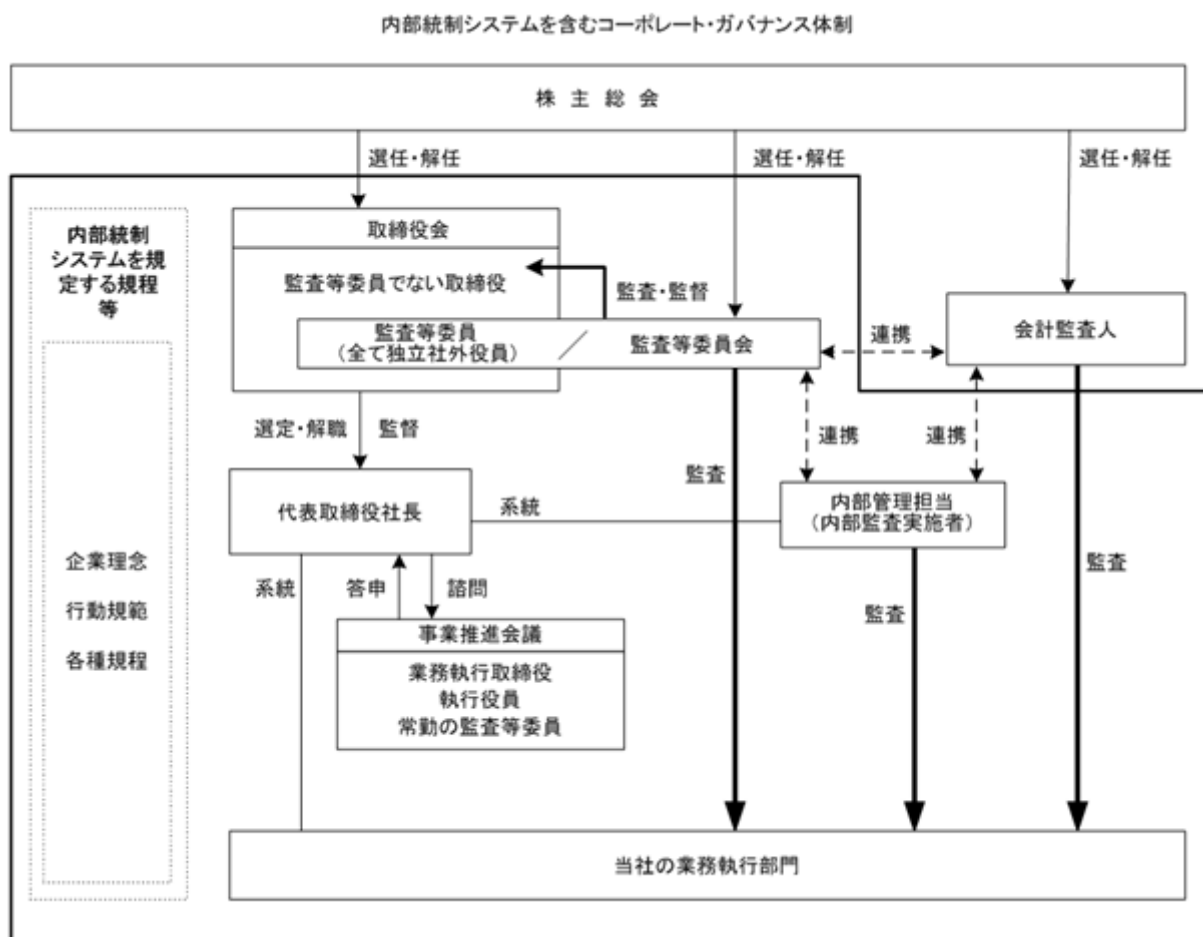 内部統制システムを含むコーポレート・ガバナンス体制
株 主 総 会
選任・解任
選任・解任
選任・解任
内部統制
システムを規
定する規程
等
企業理念
行動規範
各種規程
取締役会
監査等委員でない取締役
監査・監督
監査等委員
（全て独立社外役員）
／
監査等委員会
連携
会計監査人
選定・解職
監督
連携
連携
監査
代表取締役社長
系統
内部管理担当
（内部監査実施者）
系統
答申
諮問
監査
監査
事業推進会議
業務執行取締役
執行役員
常勤の監査等委員
当社の業務執行部門